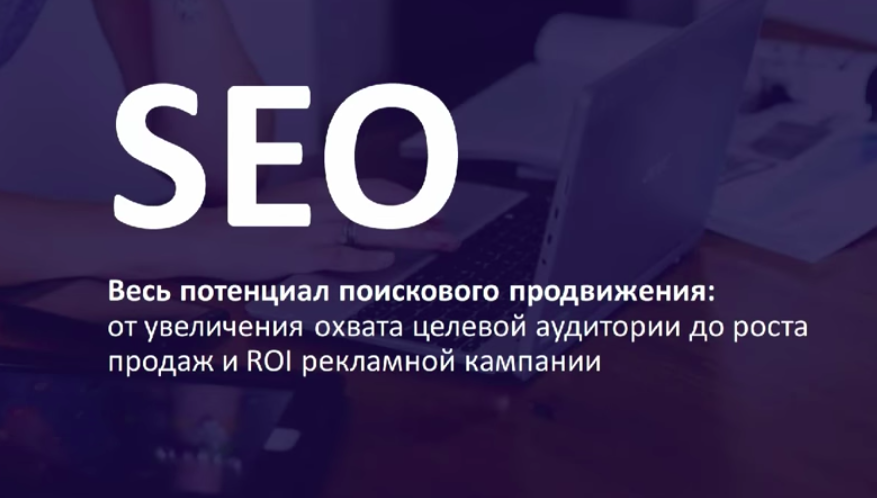 SEO
Весь потенциал поискового продвижения:
от увеличения охвата целевой аудитории до роста
продаж и ROI рекламной кампании